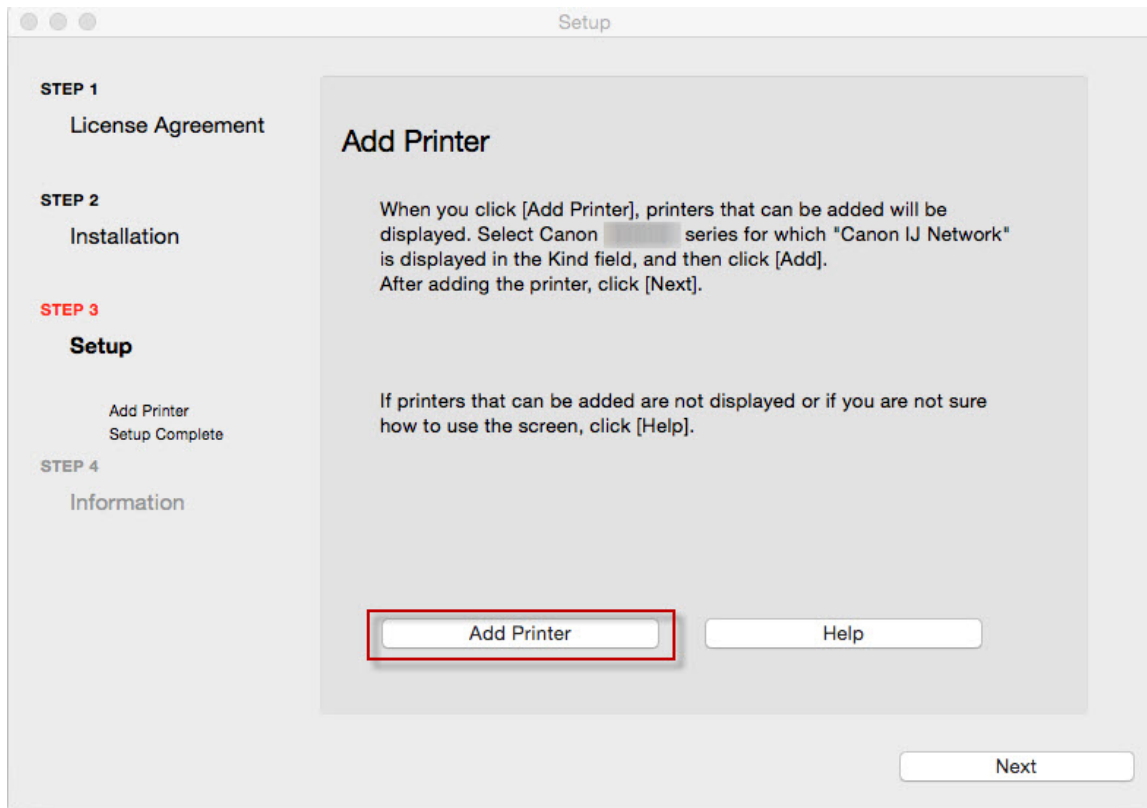 Setup
STEP 1
License Agreement
STEP 2
Installation
STEP 3
Setup
Add Printer
Setup Complete
STEP 4
Information
Add Printer
When you click [Add Printer], printers that can be added will be
displayed. Select Canon series for which "Canon IJ Network"
is displayed in the Kind field, and then click [Add].
After adding the printer, click [Next].
If printers that can be added are not displayed or if you are not sure
how to use the screen, click [Help].
Add Printer
Help
Next